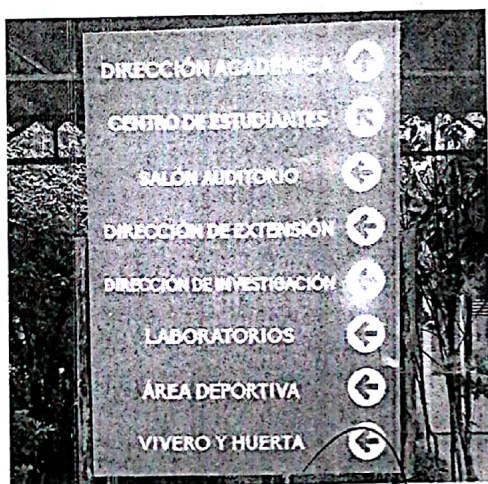 DIRECCIÓN ACADÉMICA
CENTRO DE ESTUDIANTES
SALÓN AUDITORIO
DIRECCIÓN DE EXTENSIÓN
DIRECCIÓN DE INVESTIGACIÓN
LABORATORIOS
ÁREA DEPORTIVA
VIVERO Y HUERTA